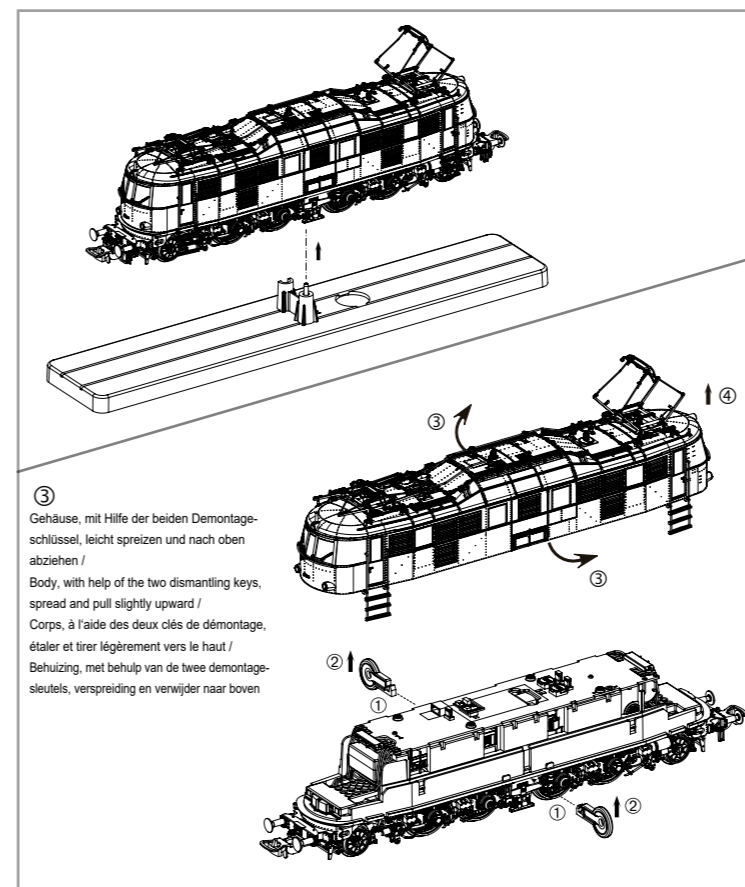 ③
④
③
③
Gehäuse, mit Hilfe der beiden Demontage-
schlüssel, leicht spreizen und nach oben
abziehen /
Body, with help of the two dismantling keys,
spread and pull slightly upward /
Corps, à l'aide des deux clés de démontage,
étaler et tirer légèrement vers le haut /
Behuizing, met behulp van de twee demontage-
sleutels, verspreiding en verwijder naar boven
②
①
① ②